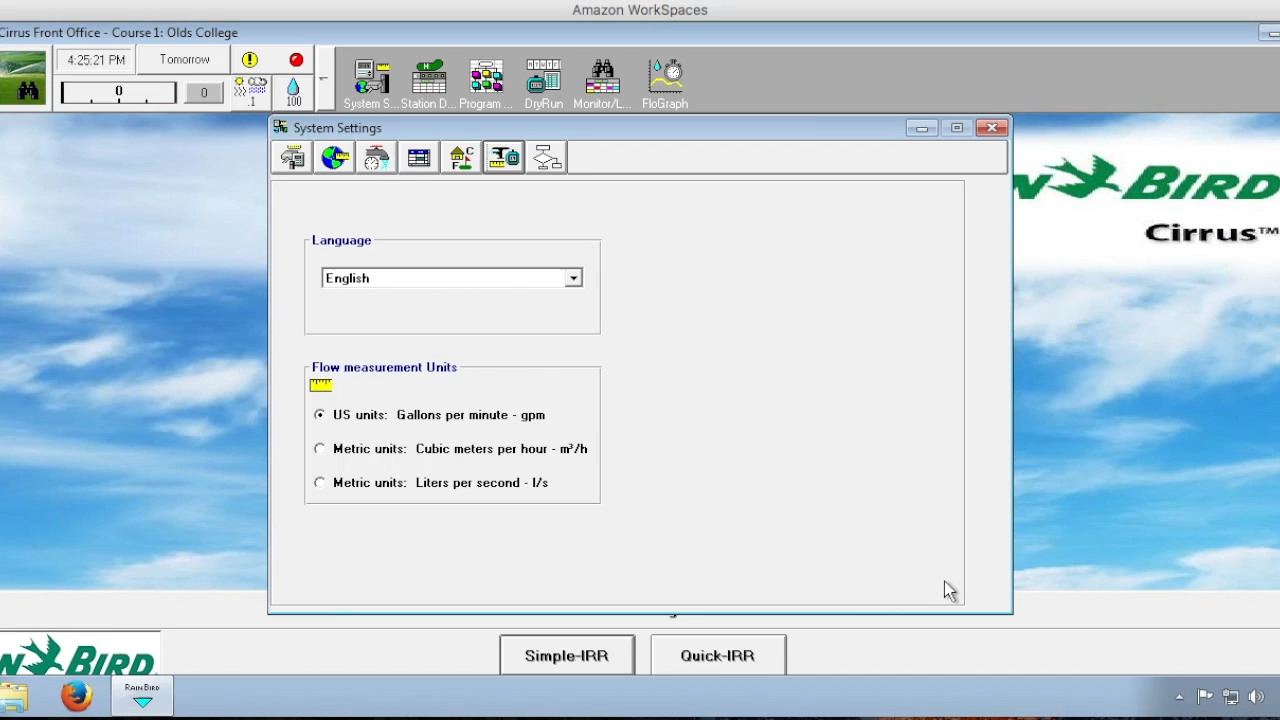 Amazon WorkSpaces
Cirrus Front Office - Course 1: Olds College
4:25:21 PM
Tomorrow
0
0
.1
100
System S...
Station D...
Program ...
DryRun
Monitor/L...
FloGraph
System Settings
C
F
BIRD
Cirrus™
Language
English
Flow measurement Units
US units: Gallons per minute - gpm
Metric units: Cubic meters per hour - m³/h
Metric units: Liters per second - l/s
Simple-IRR
Quick-IRR
BIRD
RAIN BIRD